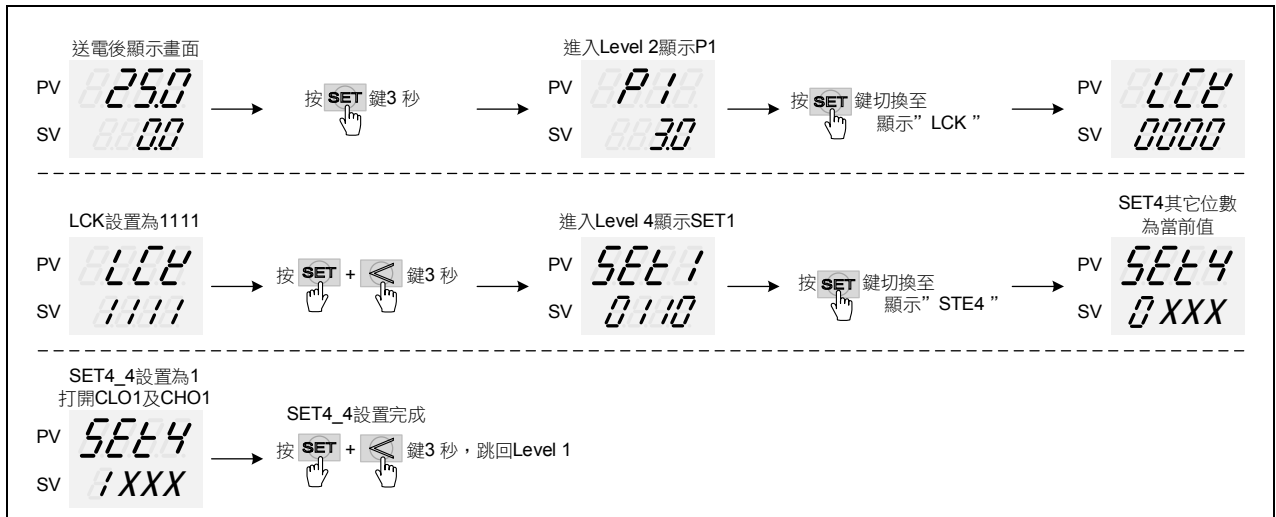 送電後顯示畫面
PV 25.0
SV 0.0
按 SET 鍵3 秒
進入Level 2顯示P1
PV P1
SV 3.0
按 SET 鍵切換至
顯示” LCK ”
PV LCK
SV 0000
LCK設置為1111
PV LCK
SV 1111
按 SET + < 鍵3 秒
進入Level 4顯示SET1
PV SEt1
SV 0110
按 SET 鍵切換至
顯示” STE4 ”
SET4其它位數
為當前值
PV SEt4
SV 0XXX
SET4_4設置為1
打開CLO1及CHO1
PV SEt4
SV 1XXX
SET4_4設置完成
按 SET + < 鍵3 秒，跳回Level 1